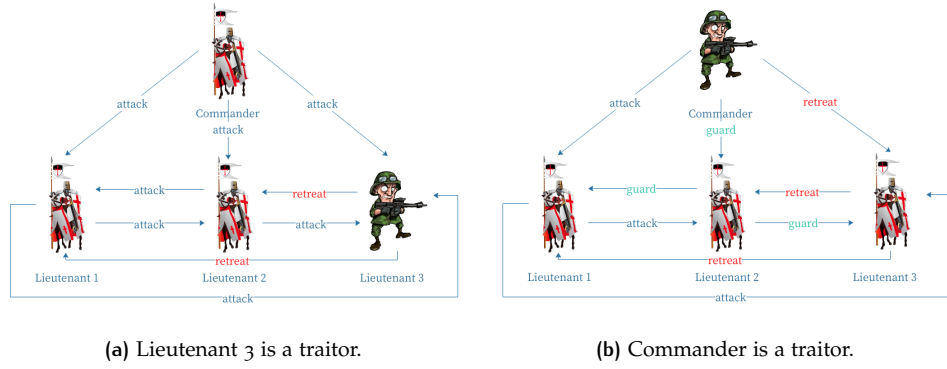 attack
attack
Commander
attack
attack
retreat
attack
attack
retreat
Lieutenant 1
Lieutenant 2
Lieutenant 3
attack
(a) Lieutenant 3 is a traitor.
attack
retreat
Commander
guard
guard
retreat
attack
guard
retreat
Lieutenant 1
Lieutenant 2
Lieutenant 3
attack
(b) Commander is a traitor.